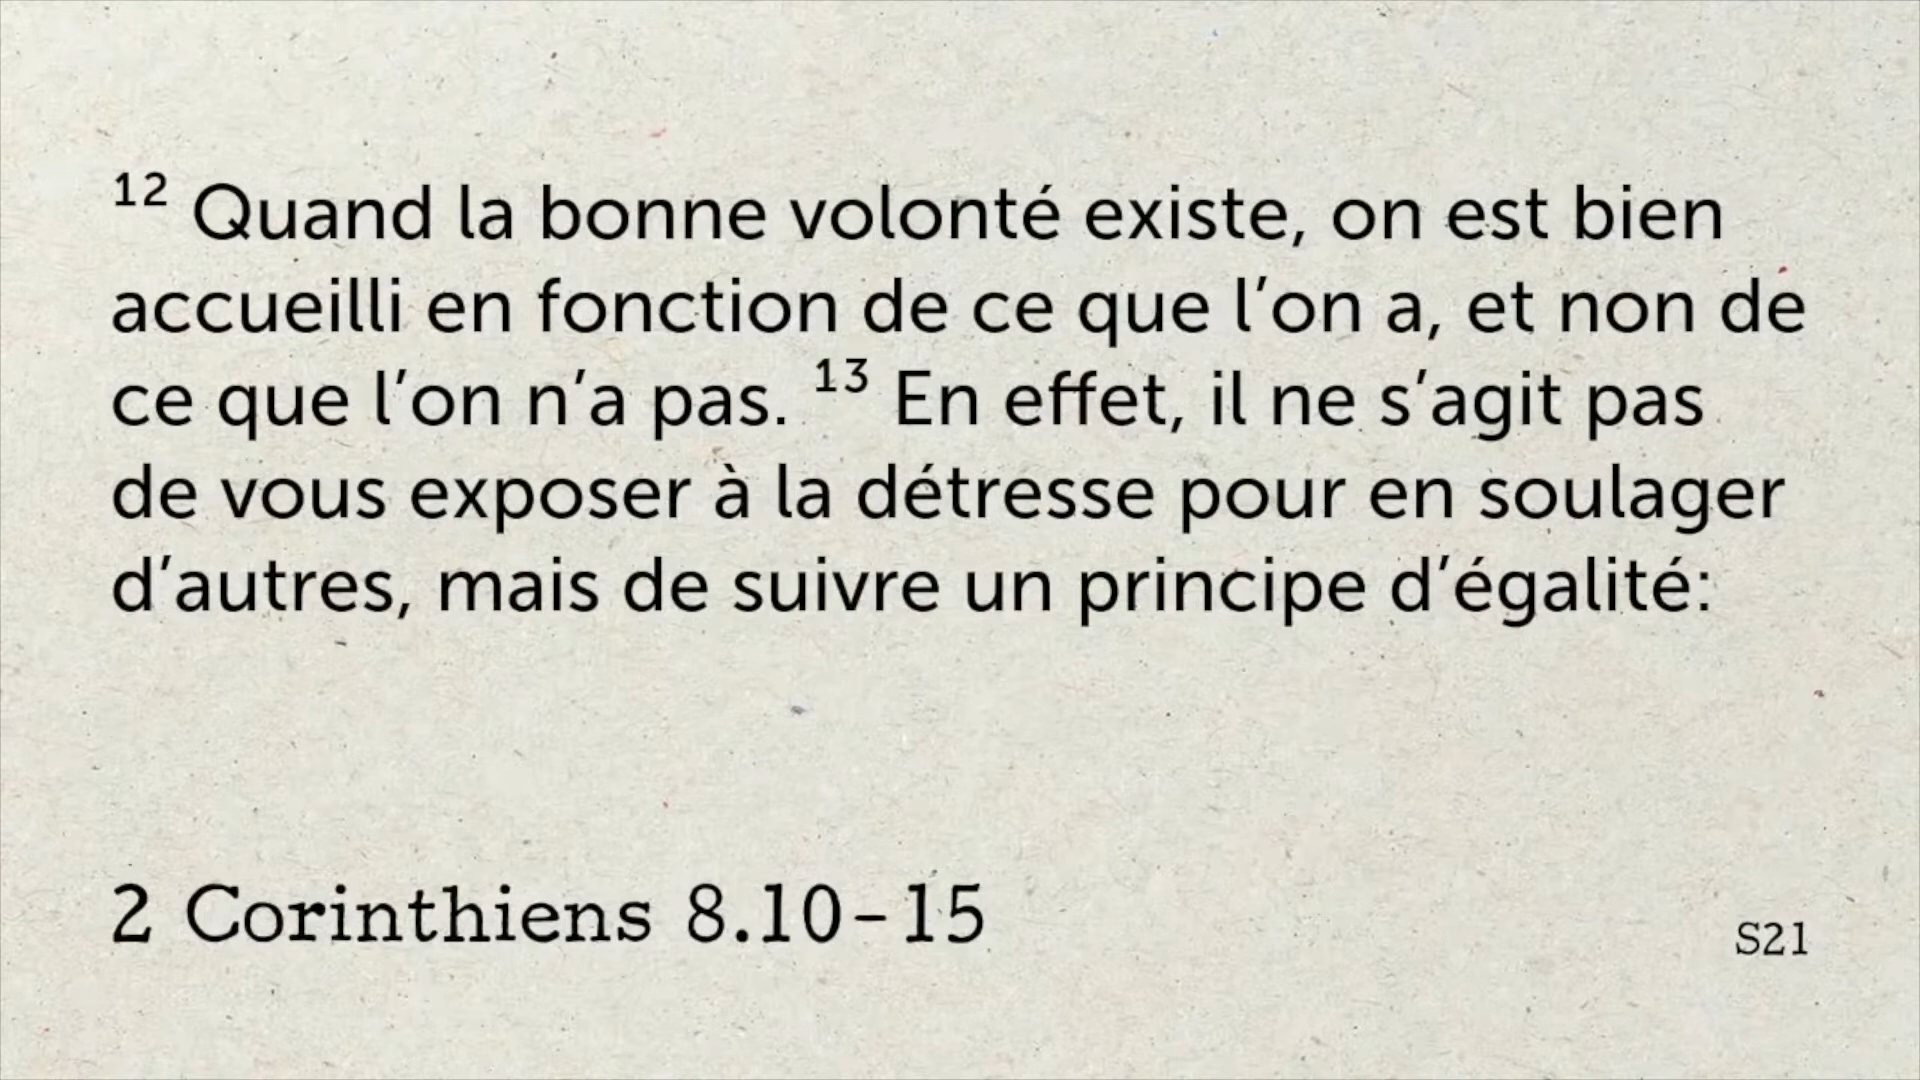 12 Quand la bonne volonté existe, on est bien
accueilli en fonction de ce que l’on a, et non de
ce que l’on n’a pas. 13 En effet, il ne s’agit pas
de vous exposer à la détresse pour en soulager
d’autres, mais de suivre un principe d’égalité:
2 Corinthiens 8.10-15
S21